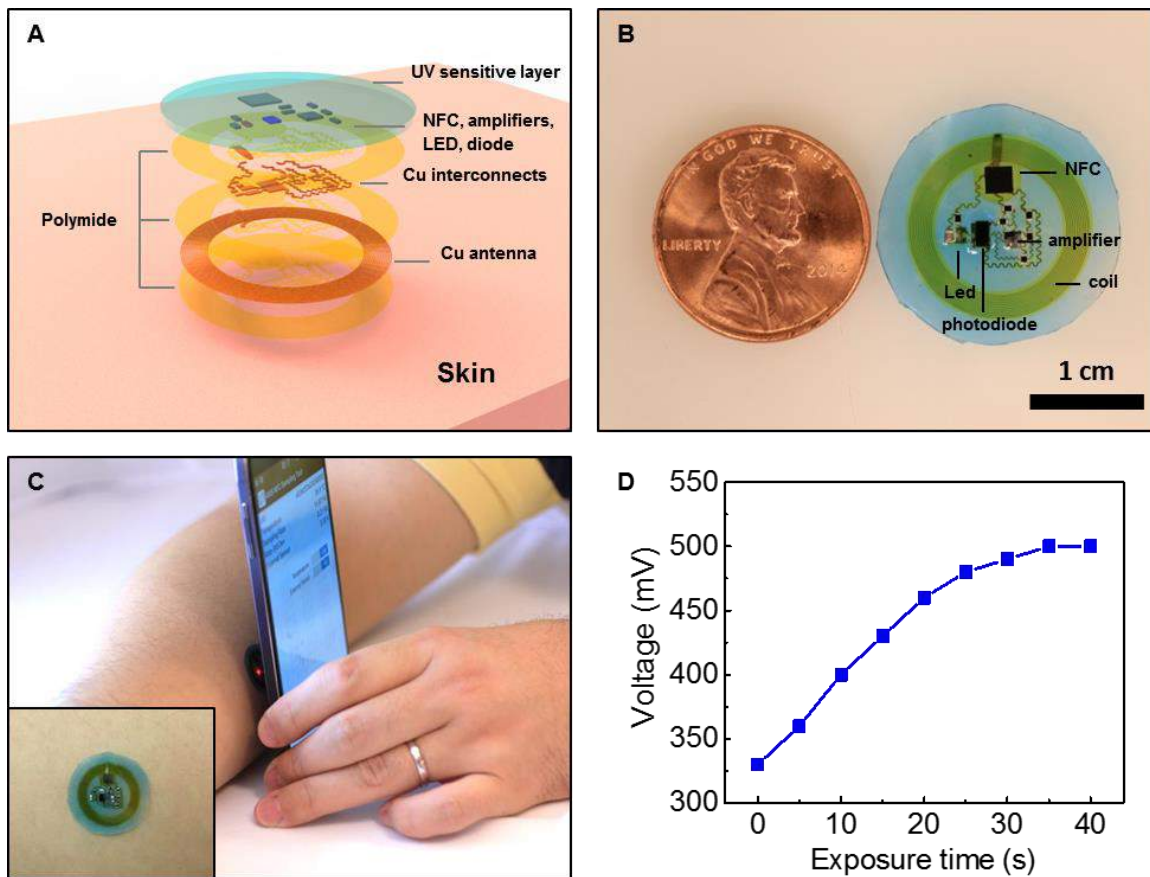 A
UV sensitive layer
NFC, amplifiers,
LED, diode
Cu interconnects
Polymide
Cu antenna
Skin
B
IN GOD WE TRUST
LIBERTY
2014
NFC
amplifier
Led
coil
photodiode
1 cm
C
D
Voltage (mV)
550
500
450
400
350
300
0 10 20 30 40
Exposure time (s)